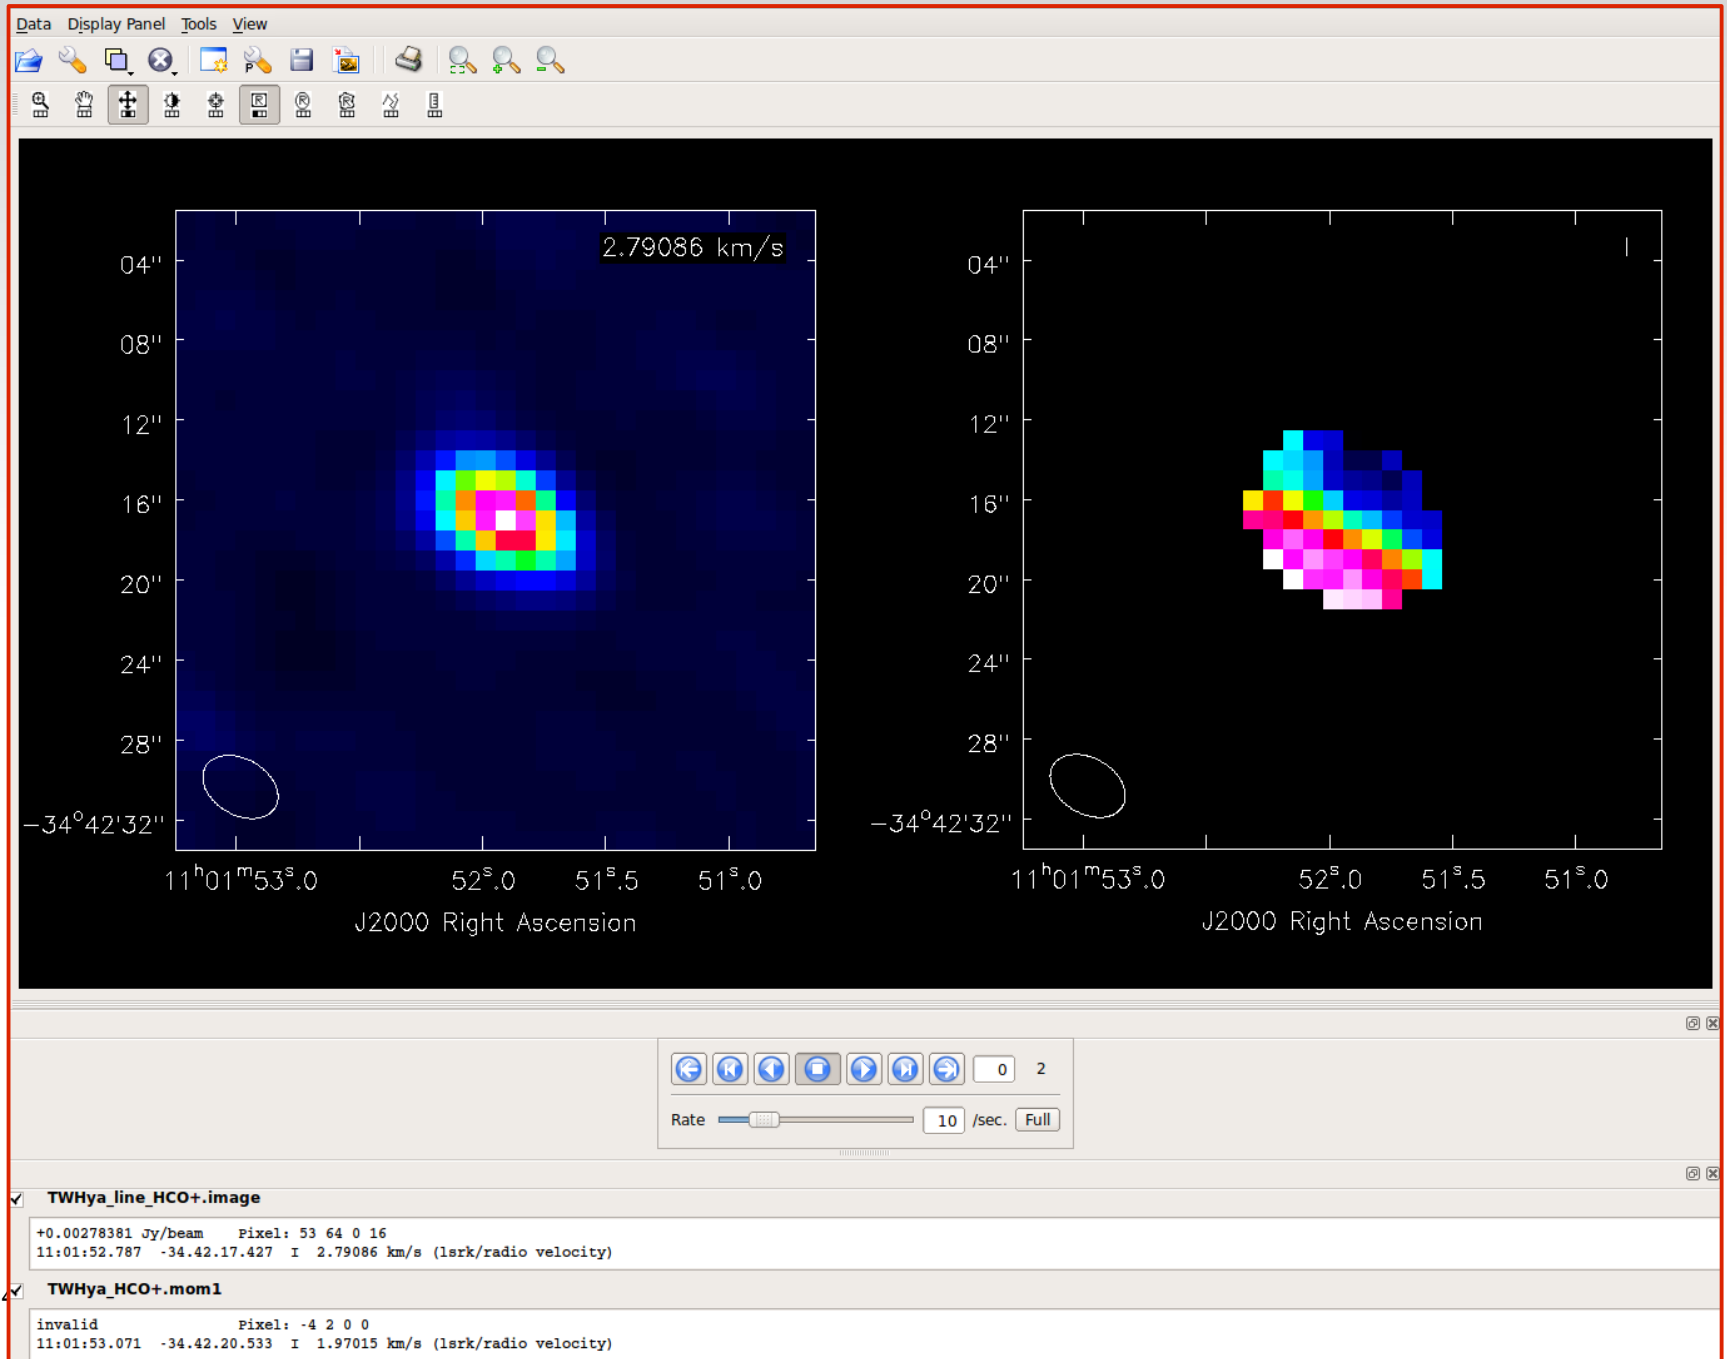 Data Display Panel Tools View
2.79086 km/s
I
04"
08"
12"
16"
20"
24"
28"
−34°42'32"
11ʰ01ᵐ53ˢ.0 52ˢ.0 51ˢ.5 51ˢ.0
J2000 Right Ascension
04"
08"
12"
16"
20"
24"
28"
−34°42'32"
11ʰ01ᵐ53ˢ.0 52ˢ.0 51ˢ.5 51ˢ.0
J2000 Right Ascension
0 2
Rate 10 /sec. Full
TWHya_line_HCO+.image
+0.00278381 Jy/beam Pixel: 53 64 0 16
11:01:52.787 -34.42.17.427 I 2.79086 km/s (lsrk/radio velocity)
TWHya_HCO+.mom1
invalid Pixel: -4 2 0 0
11:01:53.071 -34.42.20.533 I 1.97015 km/s (lsrk/radio velocity)